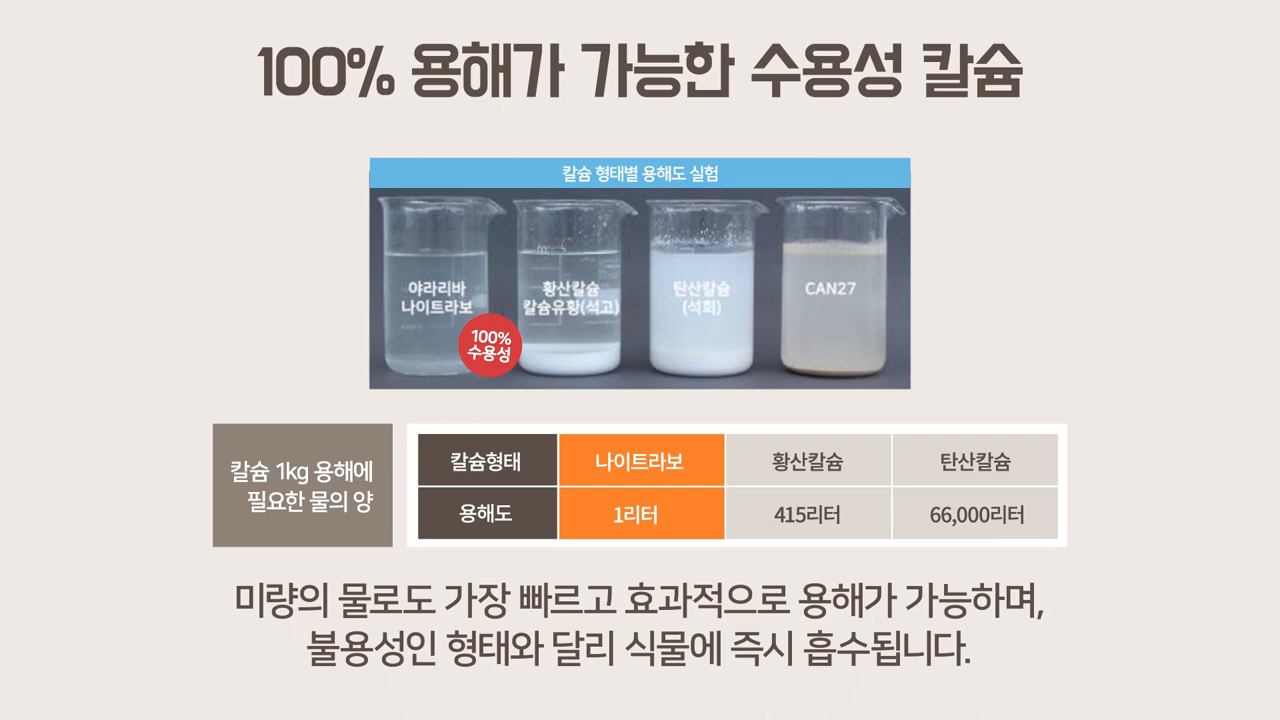 100% 용해가 가능한 수용성 칼슘
칼슘 형태별 용해도 실험
야라리바
나이트라보
100%
수용성
황산칼슘
칼슘유황(석고)
탄산칼슘
(석회)
CAN27
칼슘 1kg 용해에
필요한 물의 양
칼슘형태 나이트라보 황산칼슘 탄산칼슘
용해도 1리터 415리터 66,000리터
미량의 물로도 가장 빠르고 효과적으로 용해가 가능하며,
불용성인 형태와 달리 식물에 즉시 흡수됩니다.